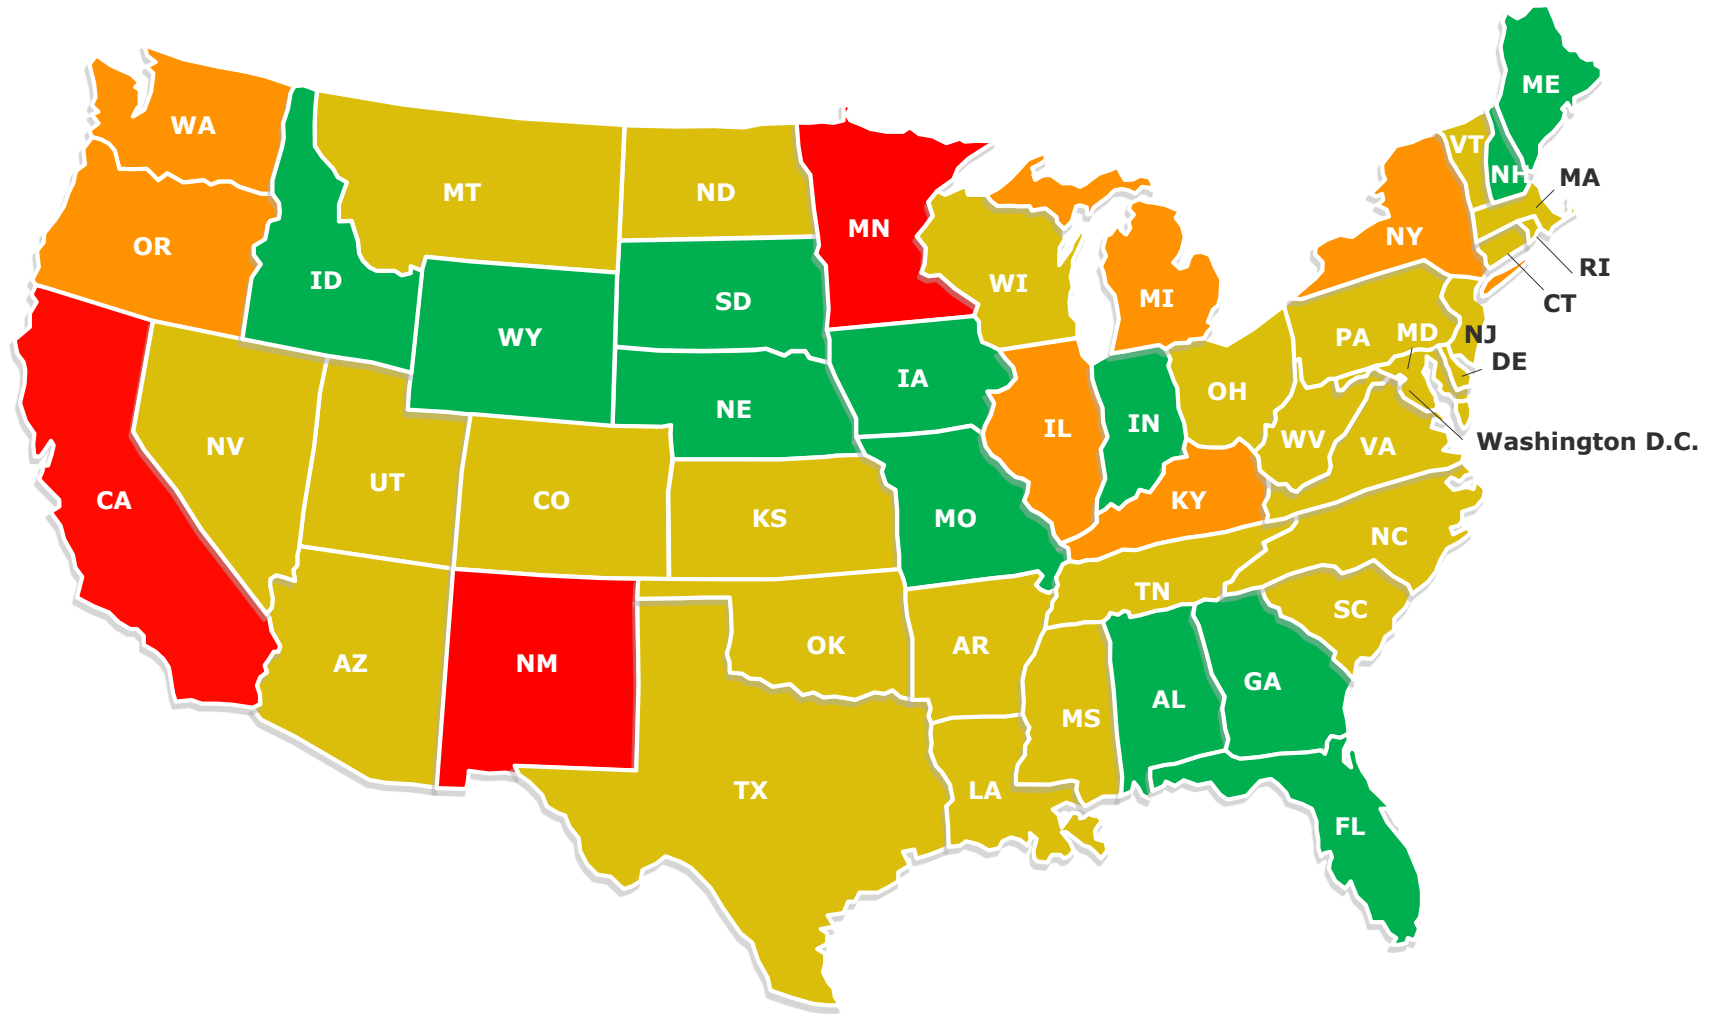 ME
WA
VT
NH
MA
MT
ND
MN
NY
OR
RI
ID
WI
MI
CT
SD
WY
PA
MD
NJ
DE
IA
OH
NE
IN
IL
WV
VA
Washington D.C.
NV
UT
CO
KY
CA
KS
MO
NC
TN
SC
AZ
NM
OK
AR
GA
AL
MS
TX
LA
FL